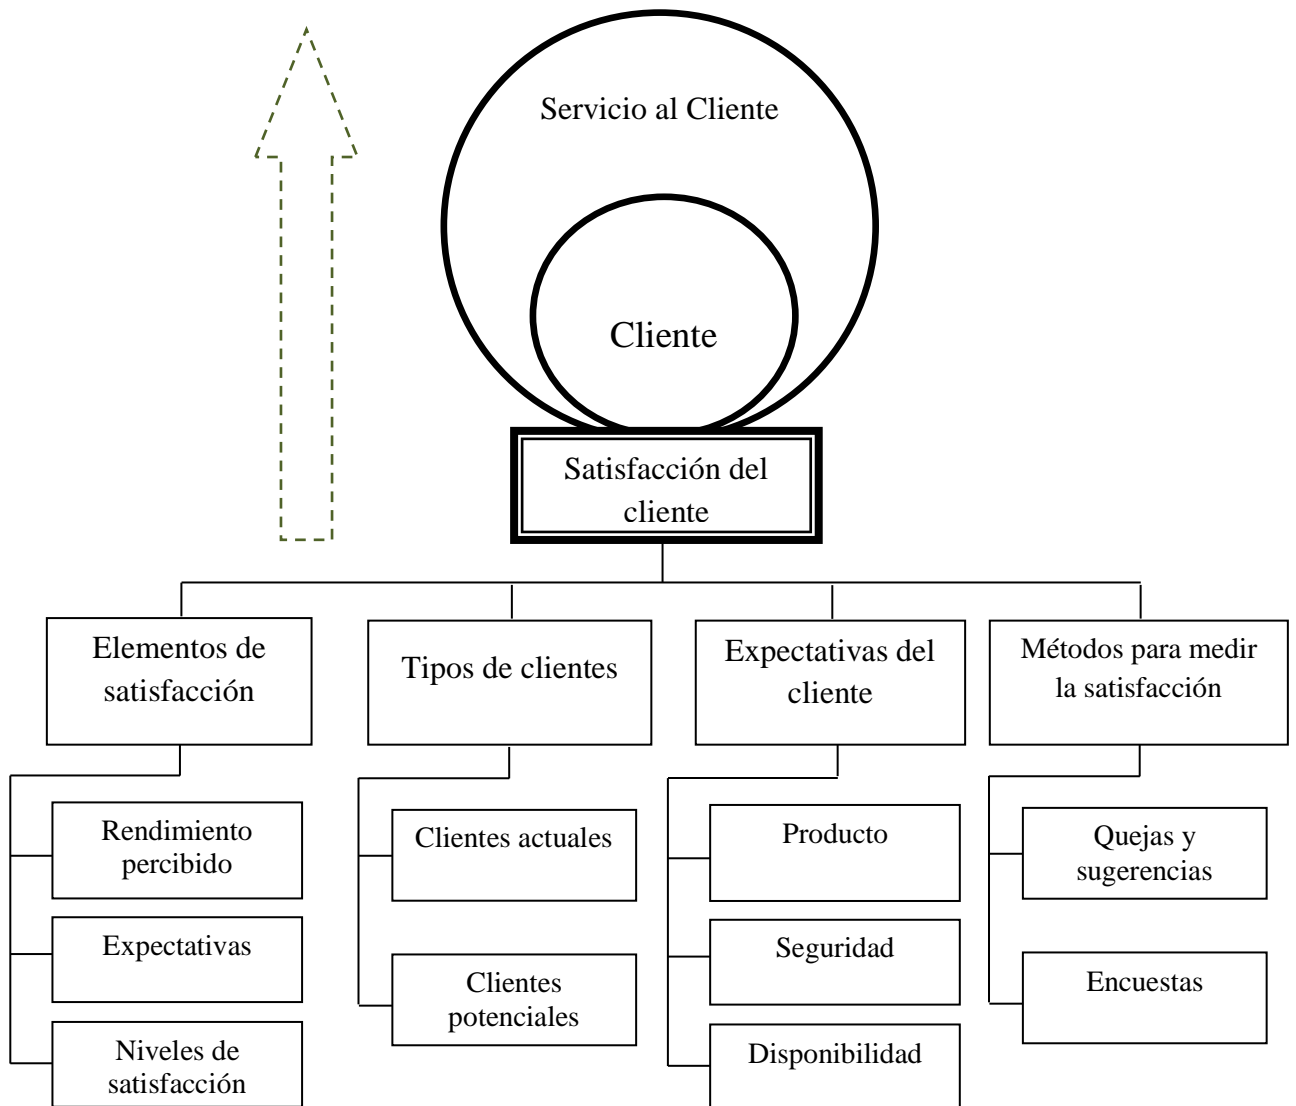 Servicio al Cliente
Cliente
Satisfacción del
cliente
Elementos de
satisfacción
Tipos de clientes
Expectativas del
cliente
Métodos para medir
la satisfacción
Rendimiento
percibido
Expectativas
Niveles de
satisfacción
Clientes actuales
Clientes
potenciales
Producto
Seguridad
Disponibilidad
Quejas y
sugerencias
Encuestas